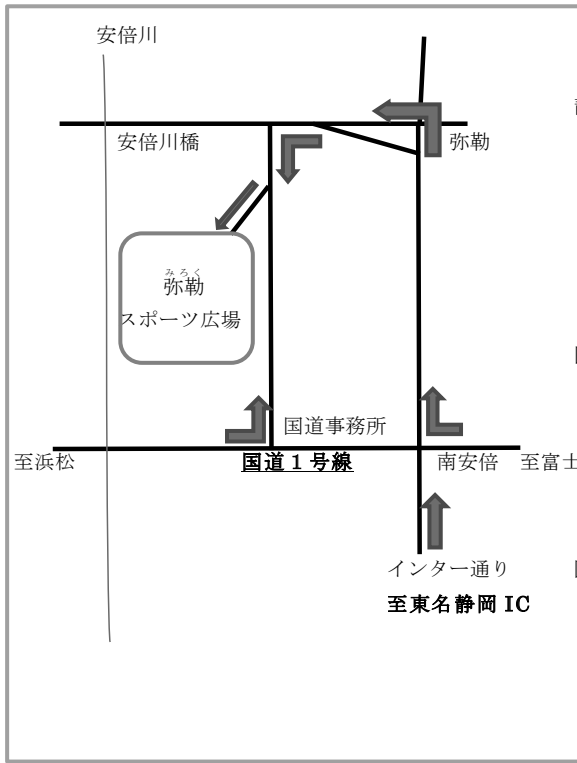 安倍川
安倍川橋
弥勒
みろく
弥勒
スポーツ広場
国道事務所
至浜松
国道1号線
南安倍
至富士
インター通り
至東名静岡 IC